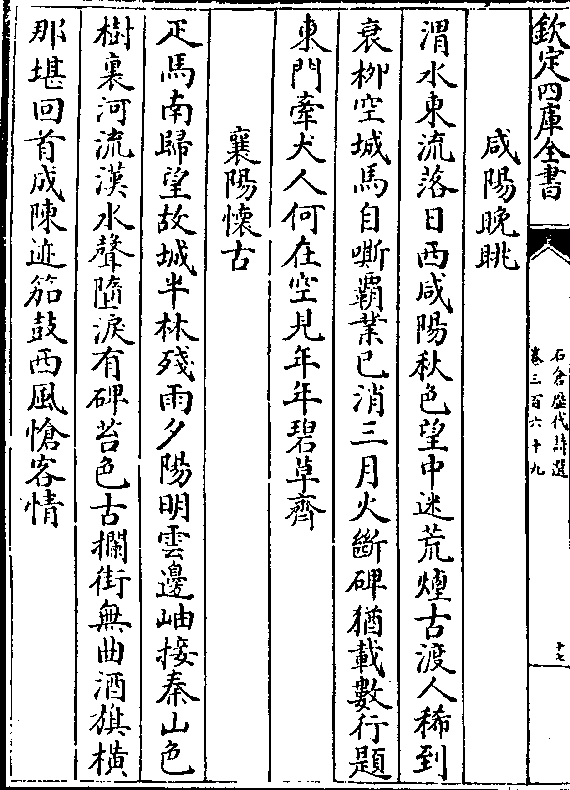 欽定四庫全書
石倉歷代詩選
卷三百六十九
十七
咸陽晚眺
渭水東流落日西咸陽秋色望中迷荒煙古渡人稀到
衰柳空城馬自嘶霸業已消三月火斷碑猶載數行題
東門牽犬人何在空見年年碧草齊
襄陽懷古
疋馬南歸望故城半林殘雨夕陽明雲邊岫接秦山色
樹裏河流漢水聲隨淚有碑苔色古攔街無曲酒旗橫
那堪回首成陳迹笳鼓西風愴客情